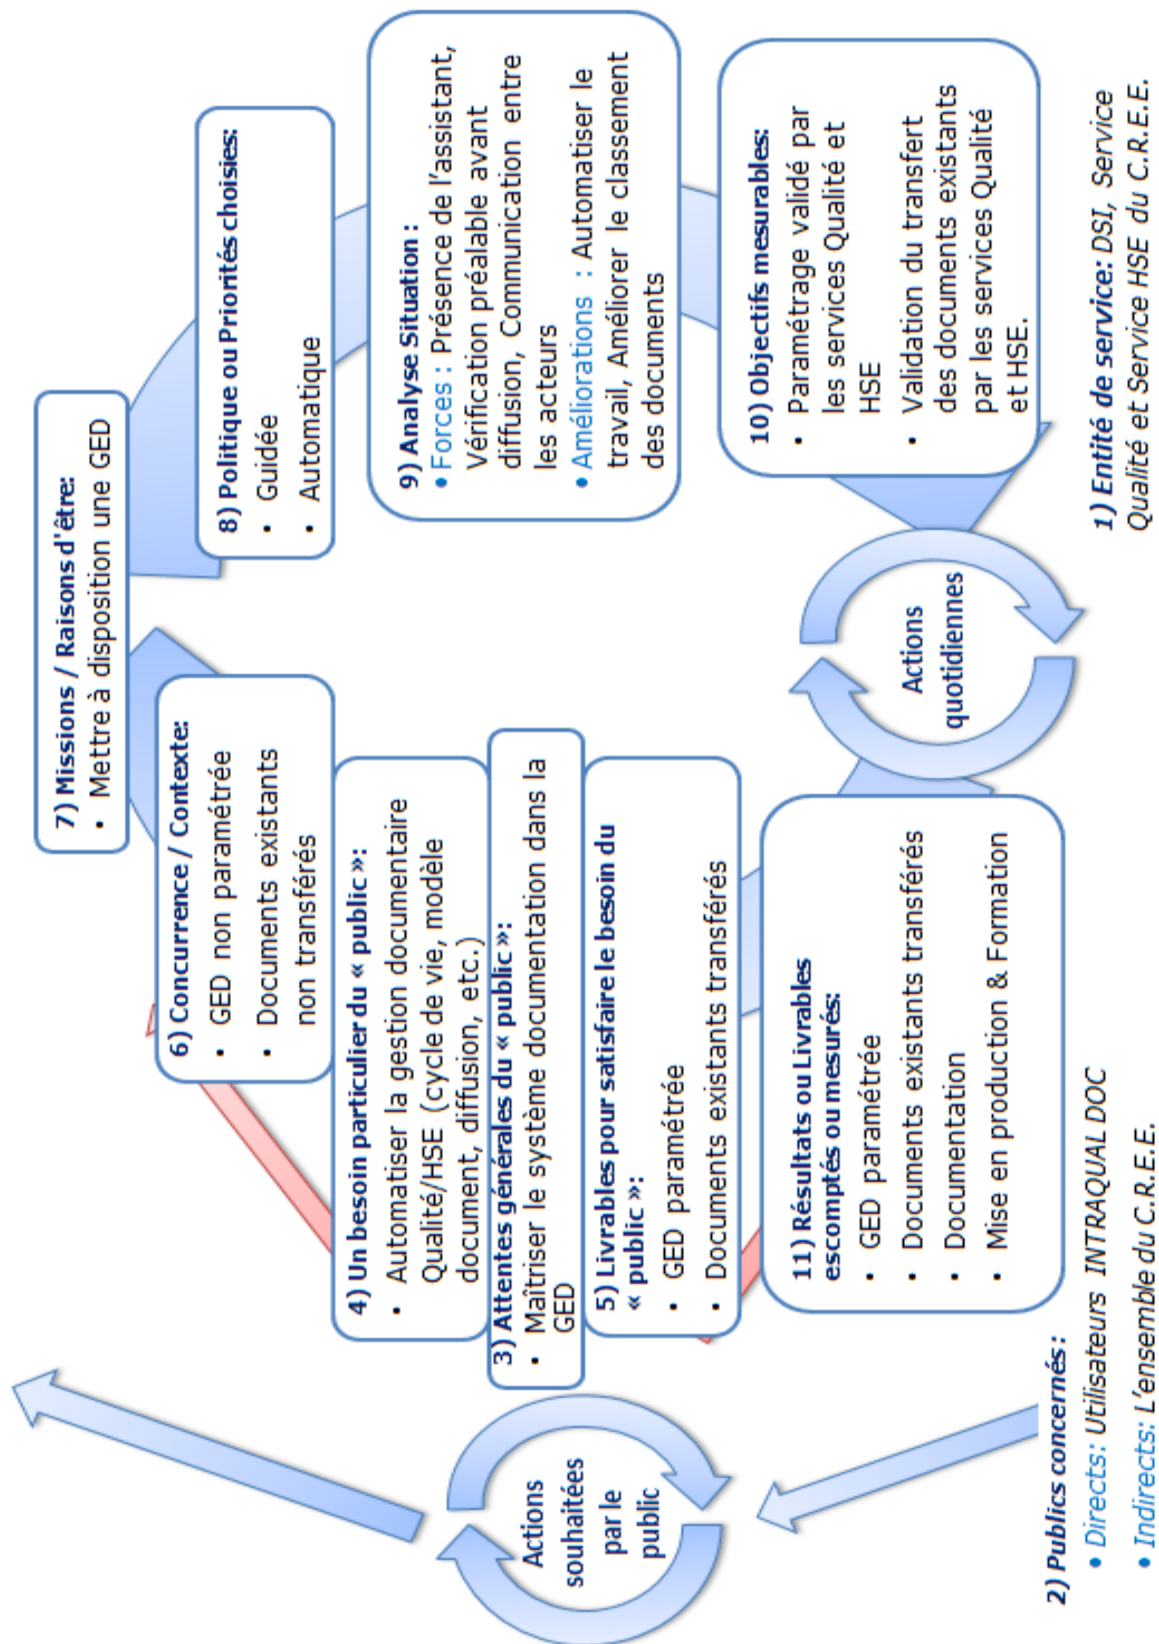 7) Missions / Raisons d'être:
• Mettre à disposition une GED
6) Concurrence / Contexte:
• GED non paramétrée
• Documents existants
non transférés
8) Politique ou Priorités choisies:
• Guidée
• Automatique
4) Un besoin particulier du « public »:
• Automatiser la gestion documentaire
Qualité/HSE (cycle de vie, modèle
document, diffusion, etc.)
9) Analyse Situation :
• Forces : Présence de l'assistant,
Vérification préalable avant
diffusion, Communication entre
les acteurs
• Améliorations : Automatiser le
travail, Améliorer le classement
des documents
Actions
souhaitées
par le
public
3) Attentes générales du « public »:
• Maîtriser le système documentation dans la
GED
5) Livrables pour satisfaire le besoin du
« public »:
• GED paramétrée
• Documents existants transférés
10) Objectifs mesurables:
• Paramétrage validé par
les services Qualité et
HSE
• Validation du transfert
des documents existants
par les services Qualité
et HSE.
11) Résultats ou Livrables
escomptés ou mesurés:
• GED paramétrée
• Documents existants transférés
• Documentation
• Mise en production & Formation
Actions
quotidiennes
2) Publics concernés :
• Directs: Utilisateurs INTRAQUAL DOC
• Indirects: L'ensemble du C.R.E.E.
1) Entité de service: DSI, Service
Qualité et Service HSE du C.R.E.E.